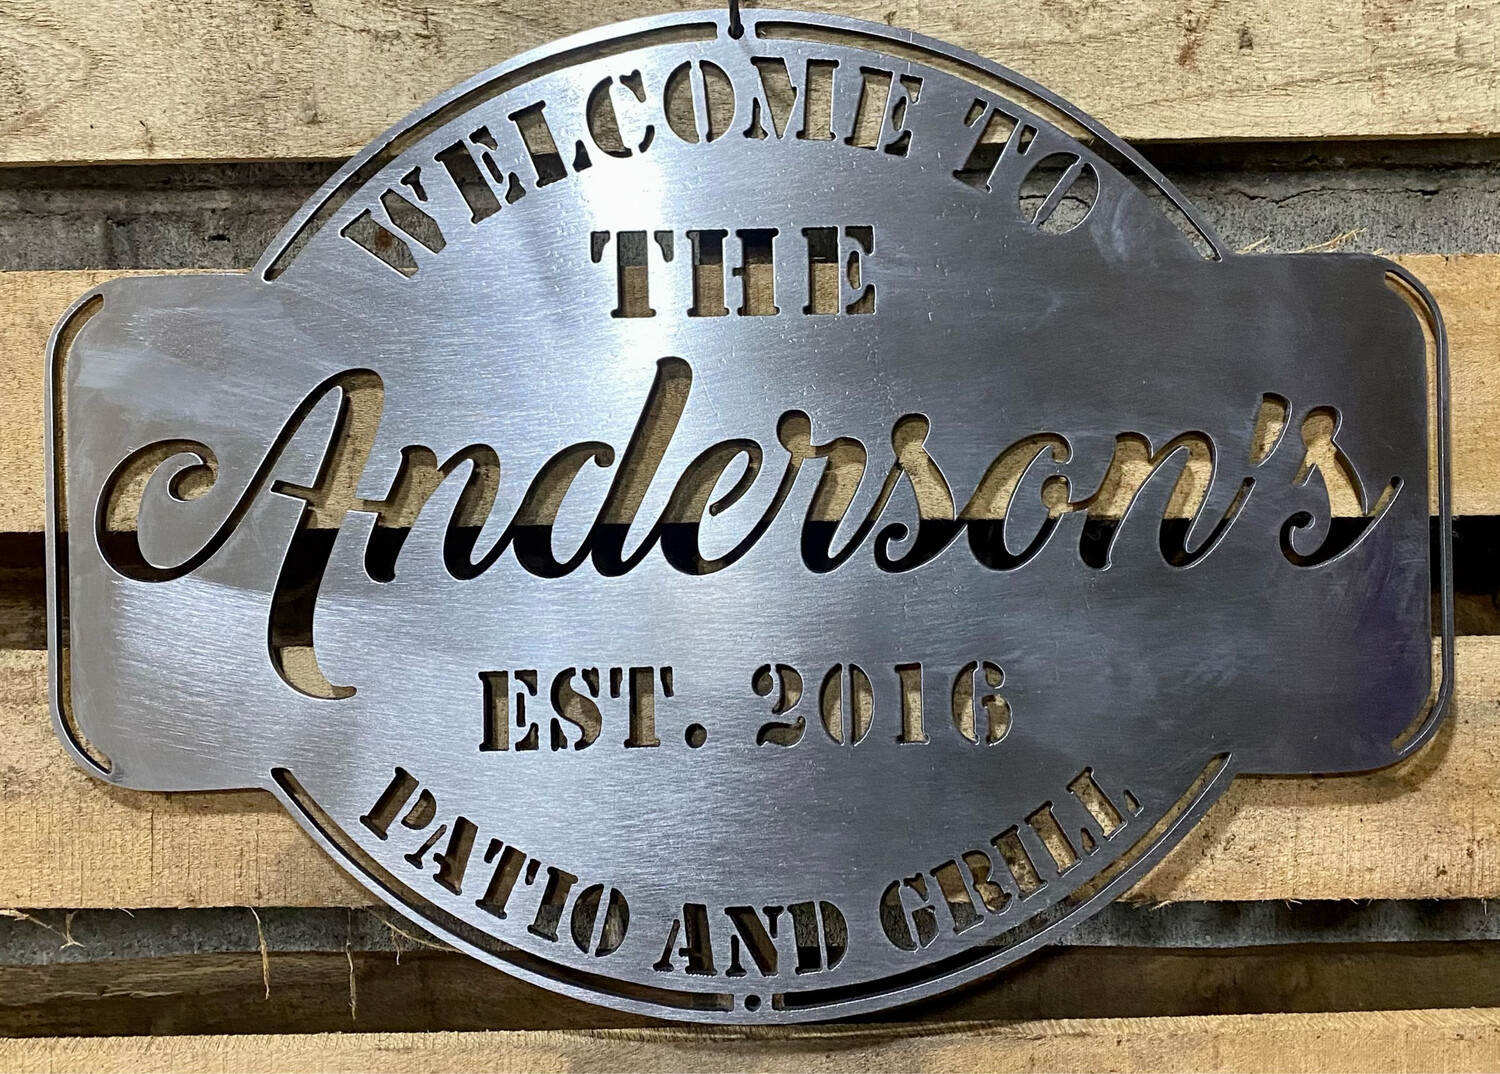 WELCOME TO
THE
Anderson's
EST. 2016
PATIO AND GRILL